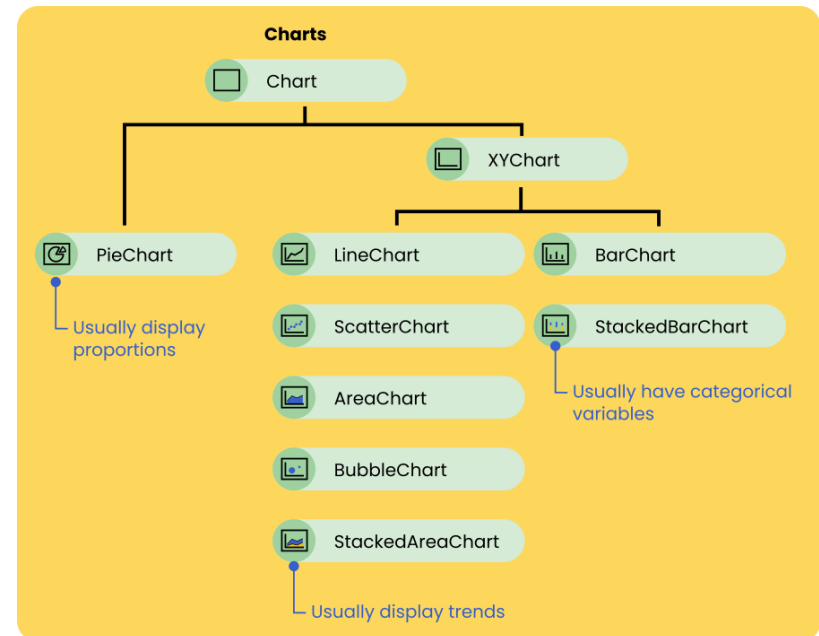 Charts
Chart
XYChart
PieChart
LineChart
BarChart
Usually display
proportions
ScatterChart
StackedBarChart
AreaChart
Usually have categorical
variables
BubbleChart
StackedAreaChart
Usually display trends